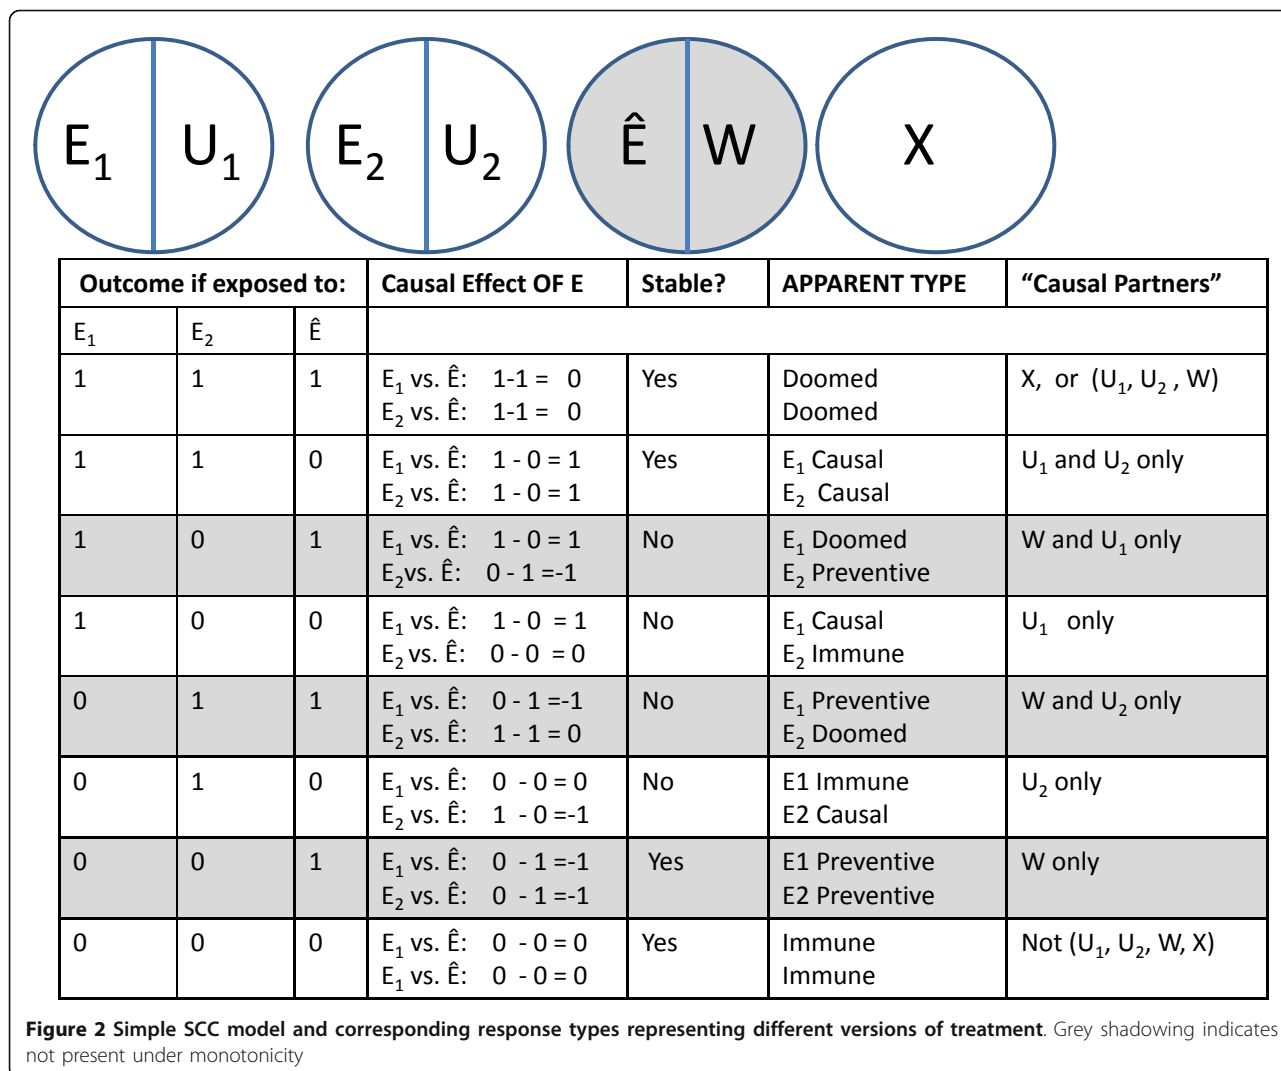 E₁ U₁ E₂ U₂ Ê W X
Outcome if exposed to: Causal Effect OF E Stable? APPARENT TYPE “Causal Partners”
E₁ E₂ Ê
1 1 1 E₁ vs. Ê: 1-1 = 0 Yes Doomed X, or (U₁, U₂ , W)
E₂ vs. Ê: 1-1 = 0 Doomed
1 1 0 E₁ vs. Ê: 1 - 0 = 1 Yes E₁ Causal U₁ and U₂ only
E₂ vs. Ê: 1 - 0 = 1 E₂ Causal
1 0 1 E₁ vs. Ê: 1 - 0 = 1 No E₁ Doomed W and U₁ only
E₂vs. Ê: 0 - 1 =-1 E₂ Preventive
1 0 0 E₁ vs. Ê: 1 - 0 = 1 No E₁ Causal U₁ only
E₂ vs. Ê: 0 - 0 = 0 E₂ Immune
0 1 1 E₁ vs. Ê: 0 - 1 =-1 No E₁ Preventive W and U₂ only
E₂ vs. Ê: 1 - 1 = 0 E₂ Doomed
0 1 0 E₁ vs. Ê: 0 - 0 = 0 No E1 Immune U₂ only
E₂ vs. Ê: 1 - 0 =-1 E2 Causal
0 0 1 E₁ vs. Ê: 0 - 1 =-1 Yes E1 Preventive W only
E₂ vs. Ê: 0 - 1 =-1 E2 Preventive
0 0 0 E₁ vs. Ê: 0 - 0 = 0 Yes Immune Not (U₁, U₂, W, X)
E₁ vs. Ê: 0 - 0 = 0 Immune
Figure 2 Simple SCC model and corresponding response types representing different versions of treatment. Grey shadowing indicates
not present under monotonicity